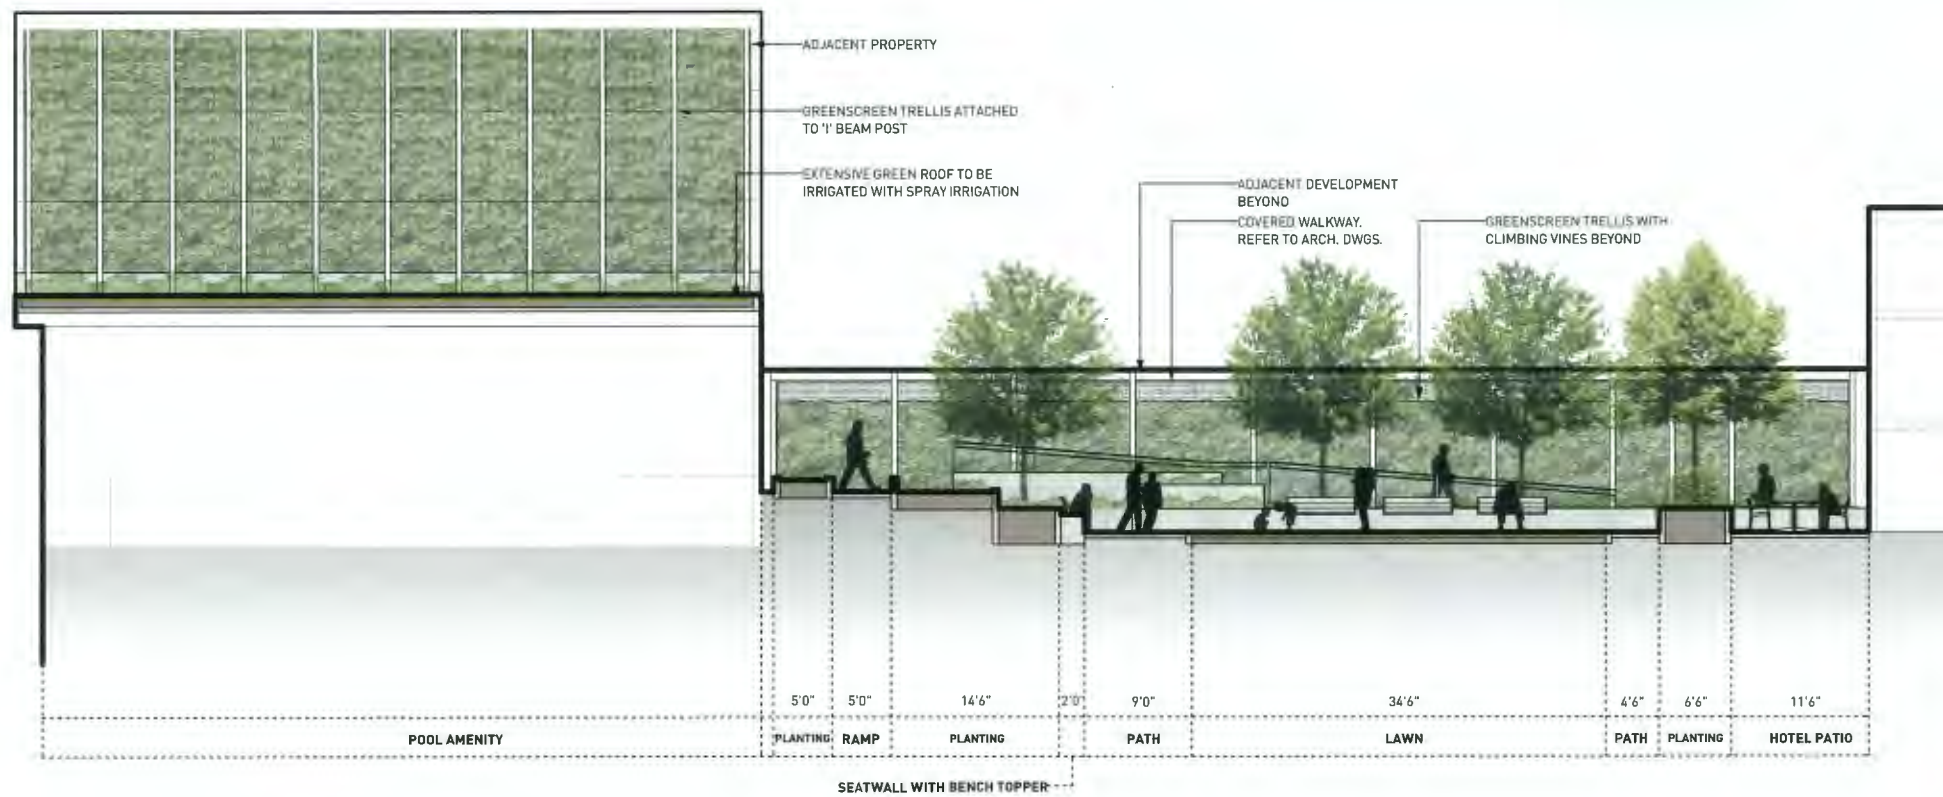 ADJACENT PROPERTY
GREENSCREEN TRELLIS ATTACHED
TO 'I' BEAM POST
EXTENSIVE GREEN ROOF TO BE
IRRIGATED WITH SPRAY IRRIGATION
ADJACENT DEVELOPMENT
BEYOND
COVERED WALKWAY.
REFER TO ARCH. DWGS.
GREENSCREEN TRELLIS WITH
CLIMBING VINES BEYOND
5'0" 5'0" 14'6" 2'0" 9'0" 34'6" 4'6" 6'6" 11'6"
POOL AMENITY PLANTING RAMP PLANTING PATH LAWN PATH PLANTING HOTEL PATIO
SEATWALL WITH BENCH TOPPER